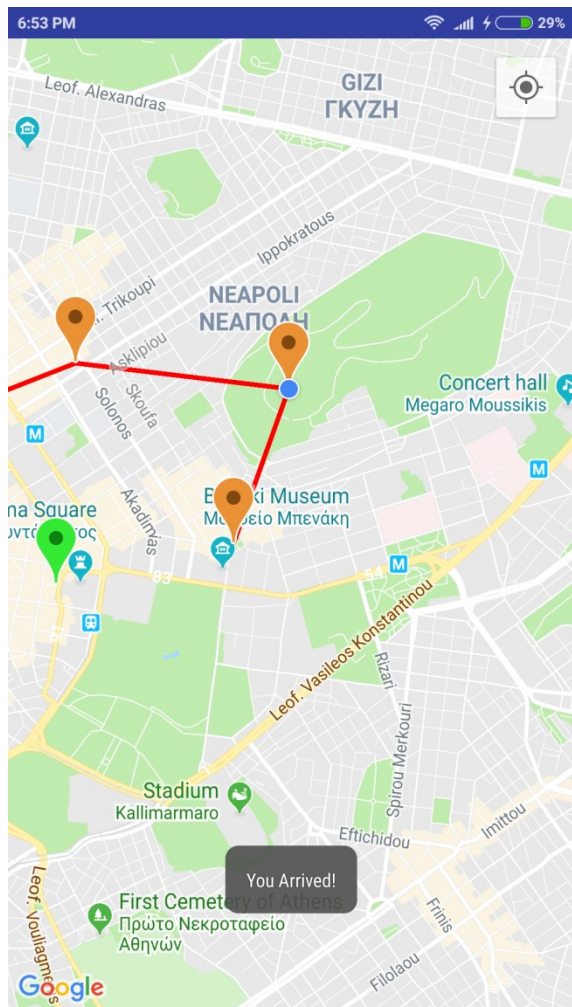 6:53 PM
29%
Leof. Alexandras
GIZI
ΓΚΥΖΗ
Ippokratous
Trikoupi
NEAPOLI
ΝΕΑΠΟΛΗ
Asklipiou
Skoufa
Solonos
Concert hall
Megaro Moussikis
M
M
Akadimias
Museum
Μπενάκη
Square
M
83
54
Leof. Vasileos Konstantinou
Rizari
Spirou Merkouri
Stadium
Kallimarmaro
Eftichidou
Imittou
You Arrived!
First Cemetery of Athens
Πρώτο Νεκροταφείο
Αθηνών
Leof. Vouliagmenis
Frinis
Filolaou
Google